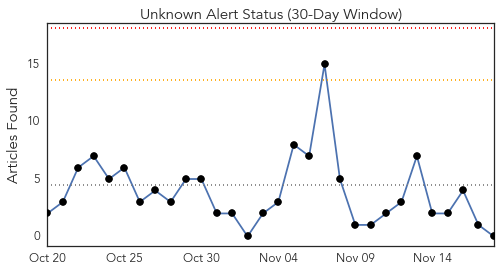 Unknown Alert Status (30-Day Window)
Articles Found
15
10
5
0
Oct 20 Oct 25 Oct 30 Nov 04 Nov 09 Nov 14